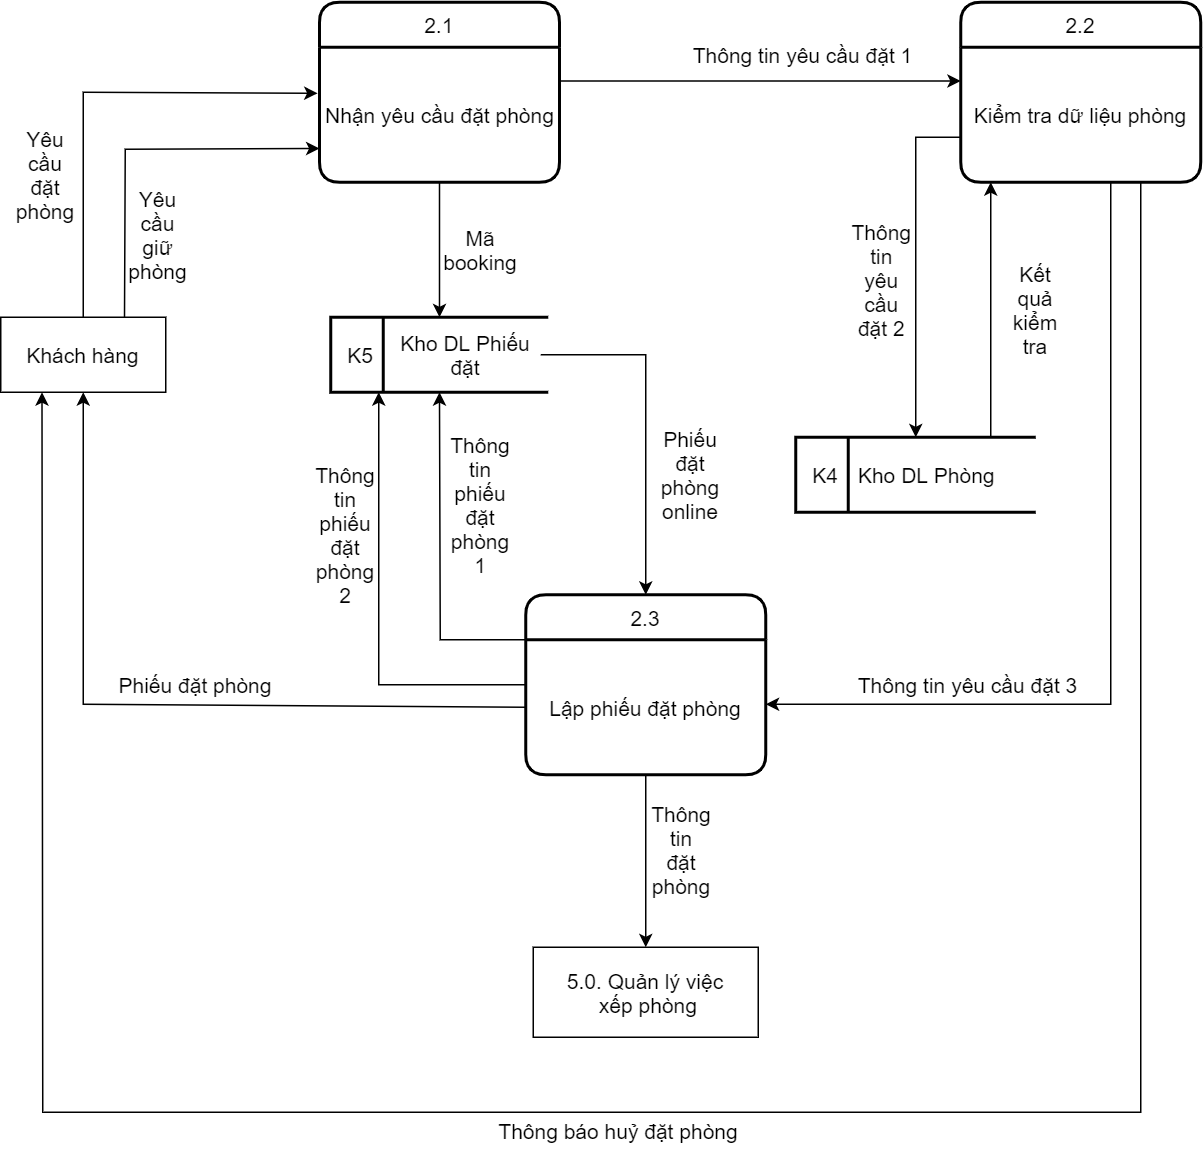 2.1
Nhận yêu cầu đặt phòng
Thông tin yêu cầu đặt 1
2.2
Kiểm tra dữ liệu phòng
Yêu
cầu
đặt
phòng
Yêu
cầu
giữ
phòng
Mã
booking
Thông
tin
yêu
cầu
đặt 2
Kết
quả
kiểm
tra
Khách hàng
K5
Kho DL Phiếu
đặt
K4
Kho DL Phòng
Thông
tin
phiếu
đặt
phòng
2
Thông
tin
phiếu
đặt
phòng
1
Phiếu
đặt
phòng
online
2.3
Lập phiếu đặt phòng
Phiếu đặt phòng
Thông tin yêu cầu đặt 3
Thông
tin
đặt
phòng
5.0. Quản lý việc
xếp phòng
Thông báo huỷ đặt phòng